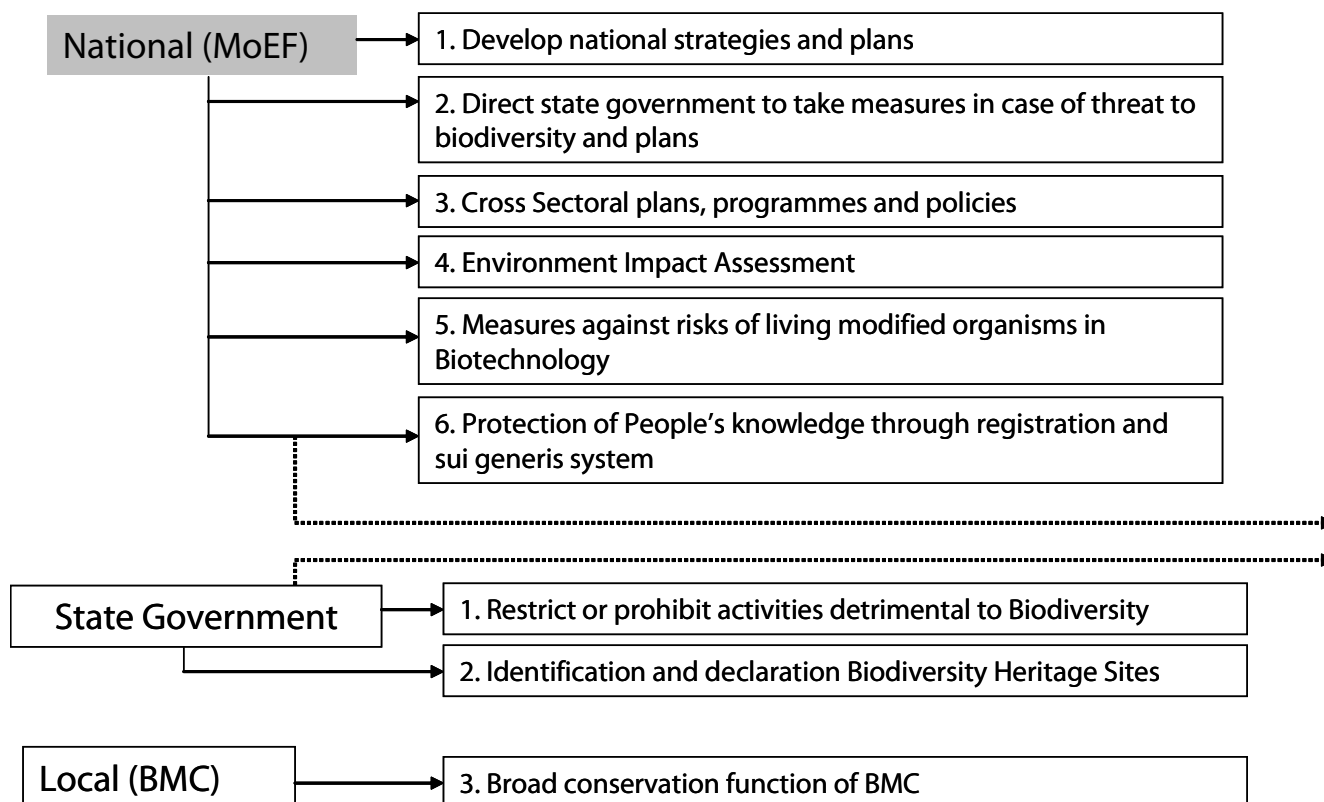 National (MoEF)
1. Develop national strategies and plans
2. Direct state government to take measures in case of threat to
biodiversity and plans
3. Cross Sectoral plans, programmes and policies
4. Environment Impact Assessment
5. Measures against risks of living modified organisms in
Biotechnology
6. Protection of People’s knowledge through registration and
sui generis system
State Government
1. Restrict or prohibit activities detrimental to Biodiversity
2. Identification and declaration Biodiversity Heritage Sites
Local (BMC)
3. Broad conservation function of BMC